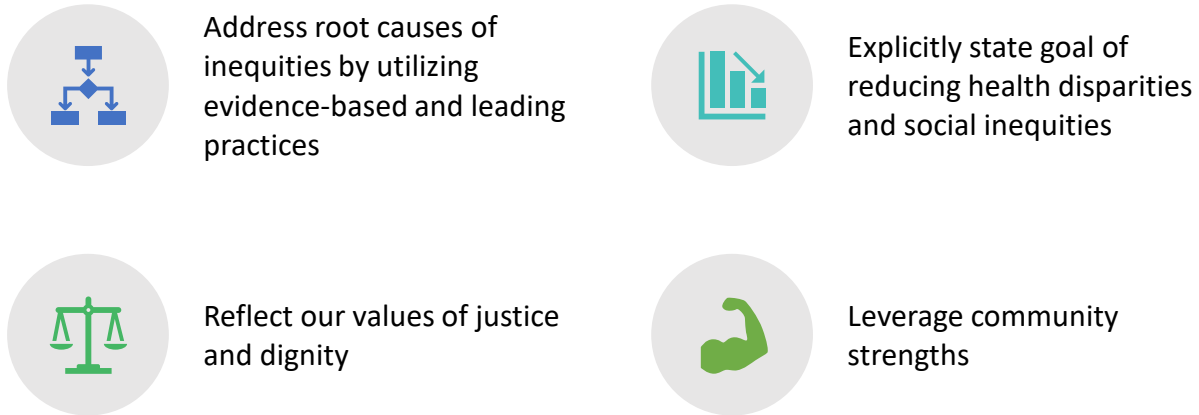 Address root causes of
inequities by utilizing
evidence-based and leading
practices
Explicitly state goal of
reducing health disparities
and social inequities
Reflect our values of justice
and dignity
Leverage community
strengths